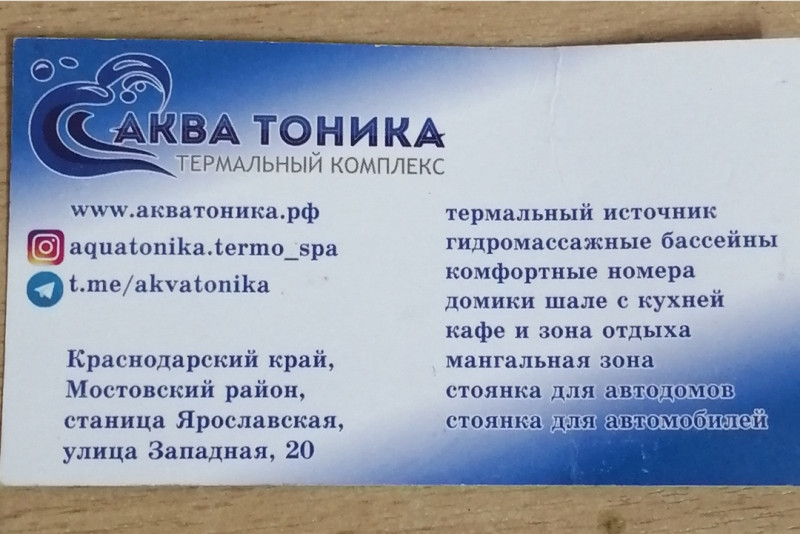 АКВА ТОНИКА
ТЕРМАЛЬНЫЙ КОМПЛЕКС
www.акватоника.рф
aquatonika.termo_spa
t.me/akvatonika
Краснодарский край,
Мостовский район,
станица Ярославская,
улица Западная, 20
термальный источник
гидромассажные бассейны
комфортные номера
домики шале с кухней
кафе и зона отдыха
мангальная зона
стоянка для автодомов
стоянка для автомобилей